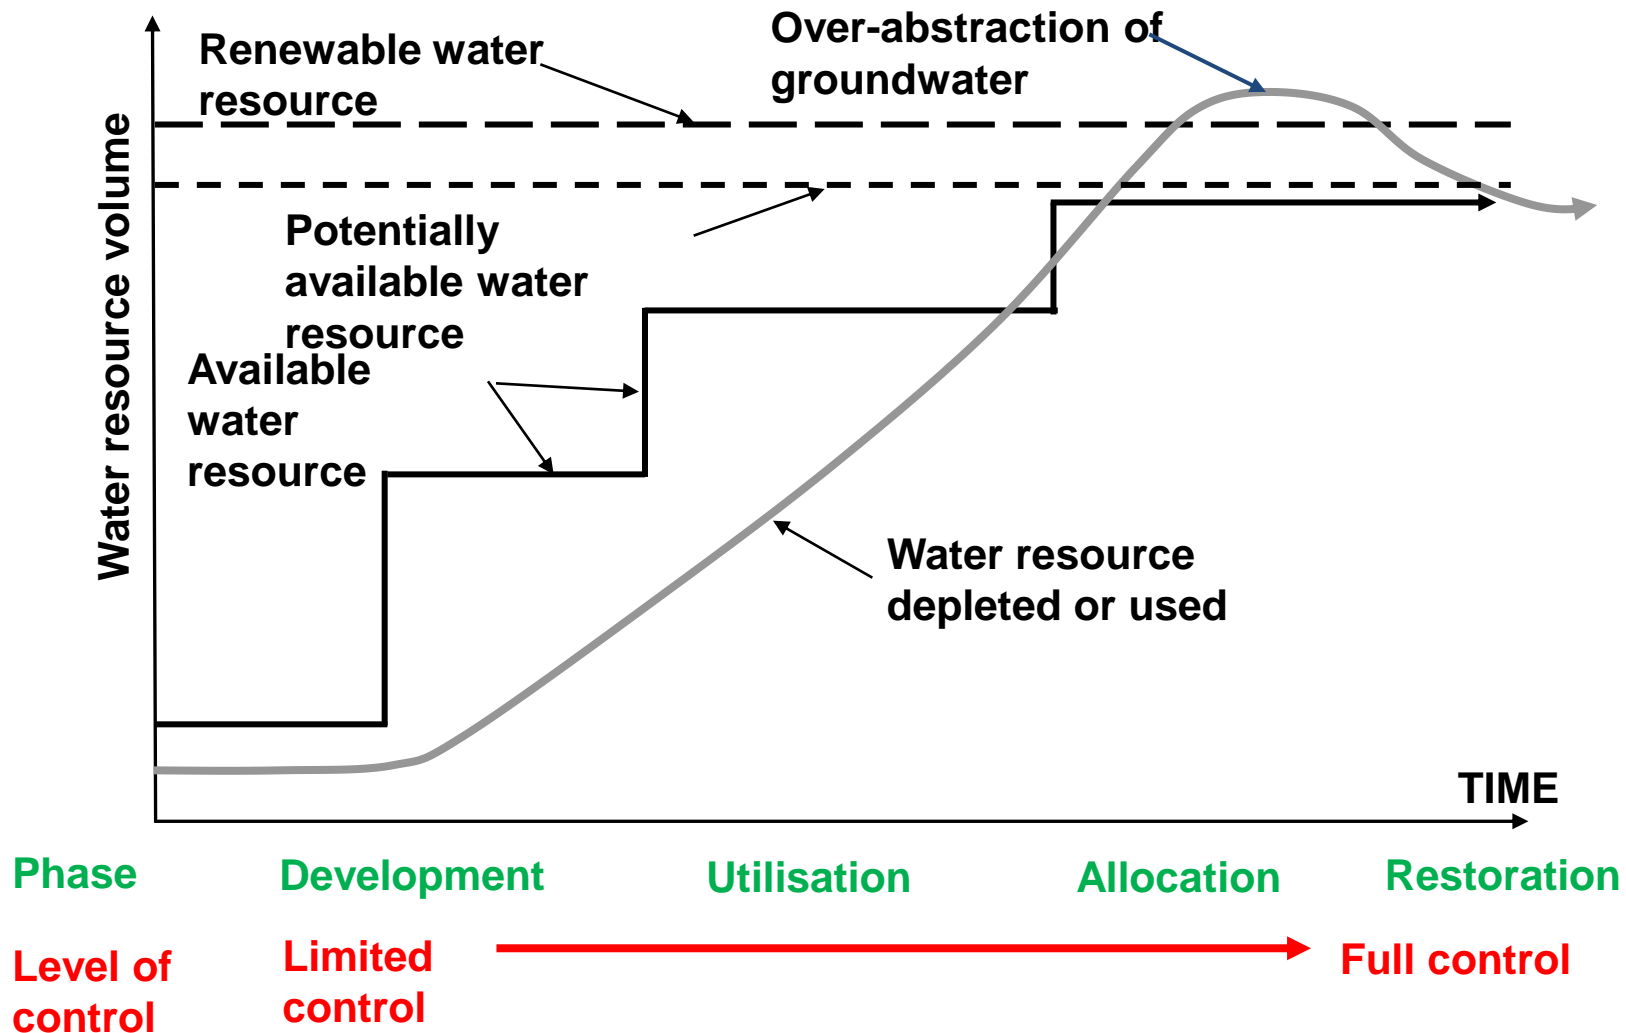 Renewable water
resource
Over-abstraction of
groundwater
Water resource volume
Potentially
available water
resource
Available
water
resource
Water resource
depleted or used
TIME
Phase
Development
Utilisation
Allocation
Restoration
Level of
control
Limited
control
Full control